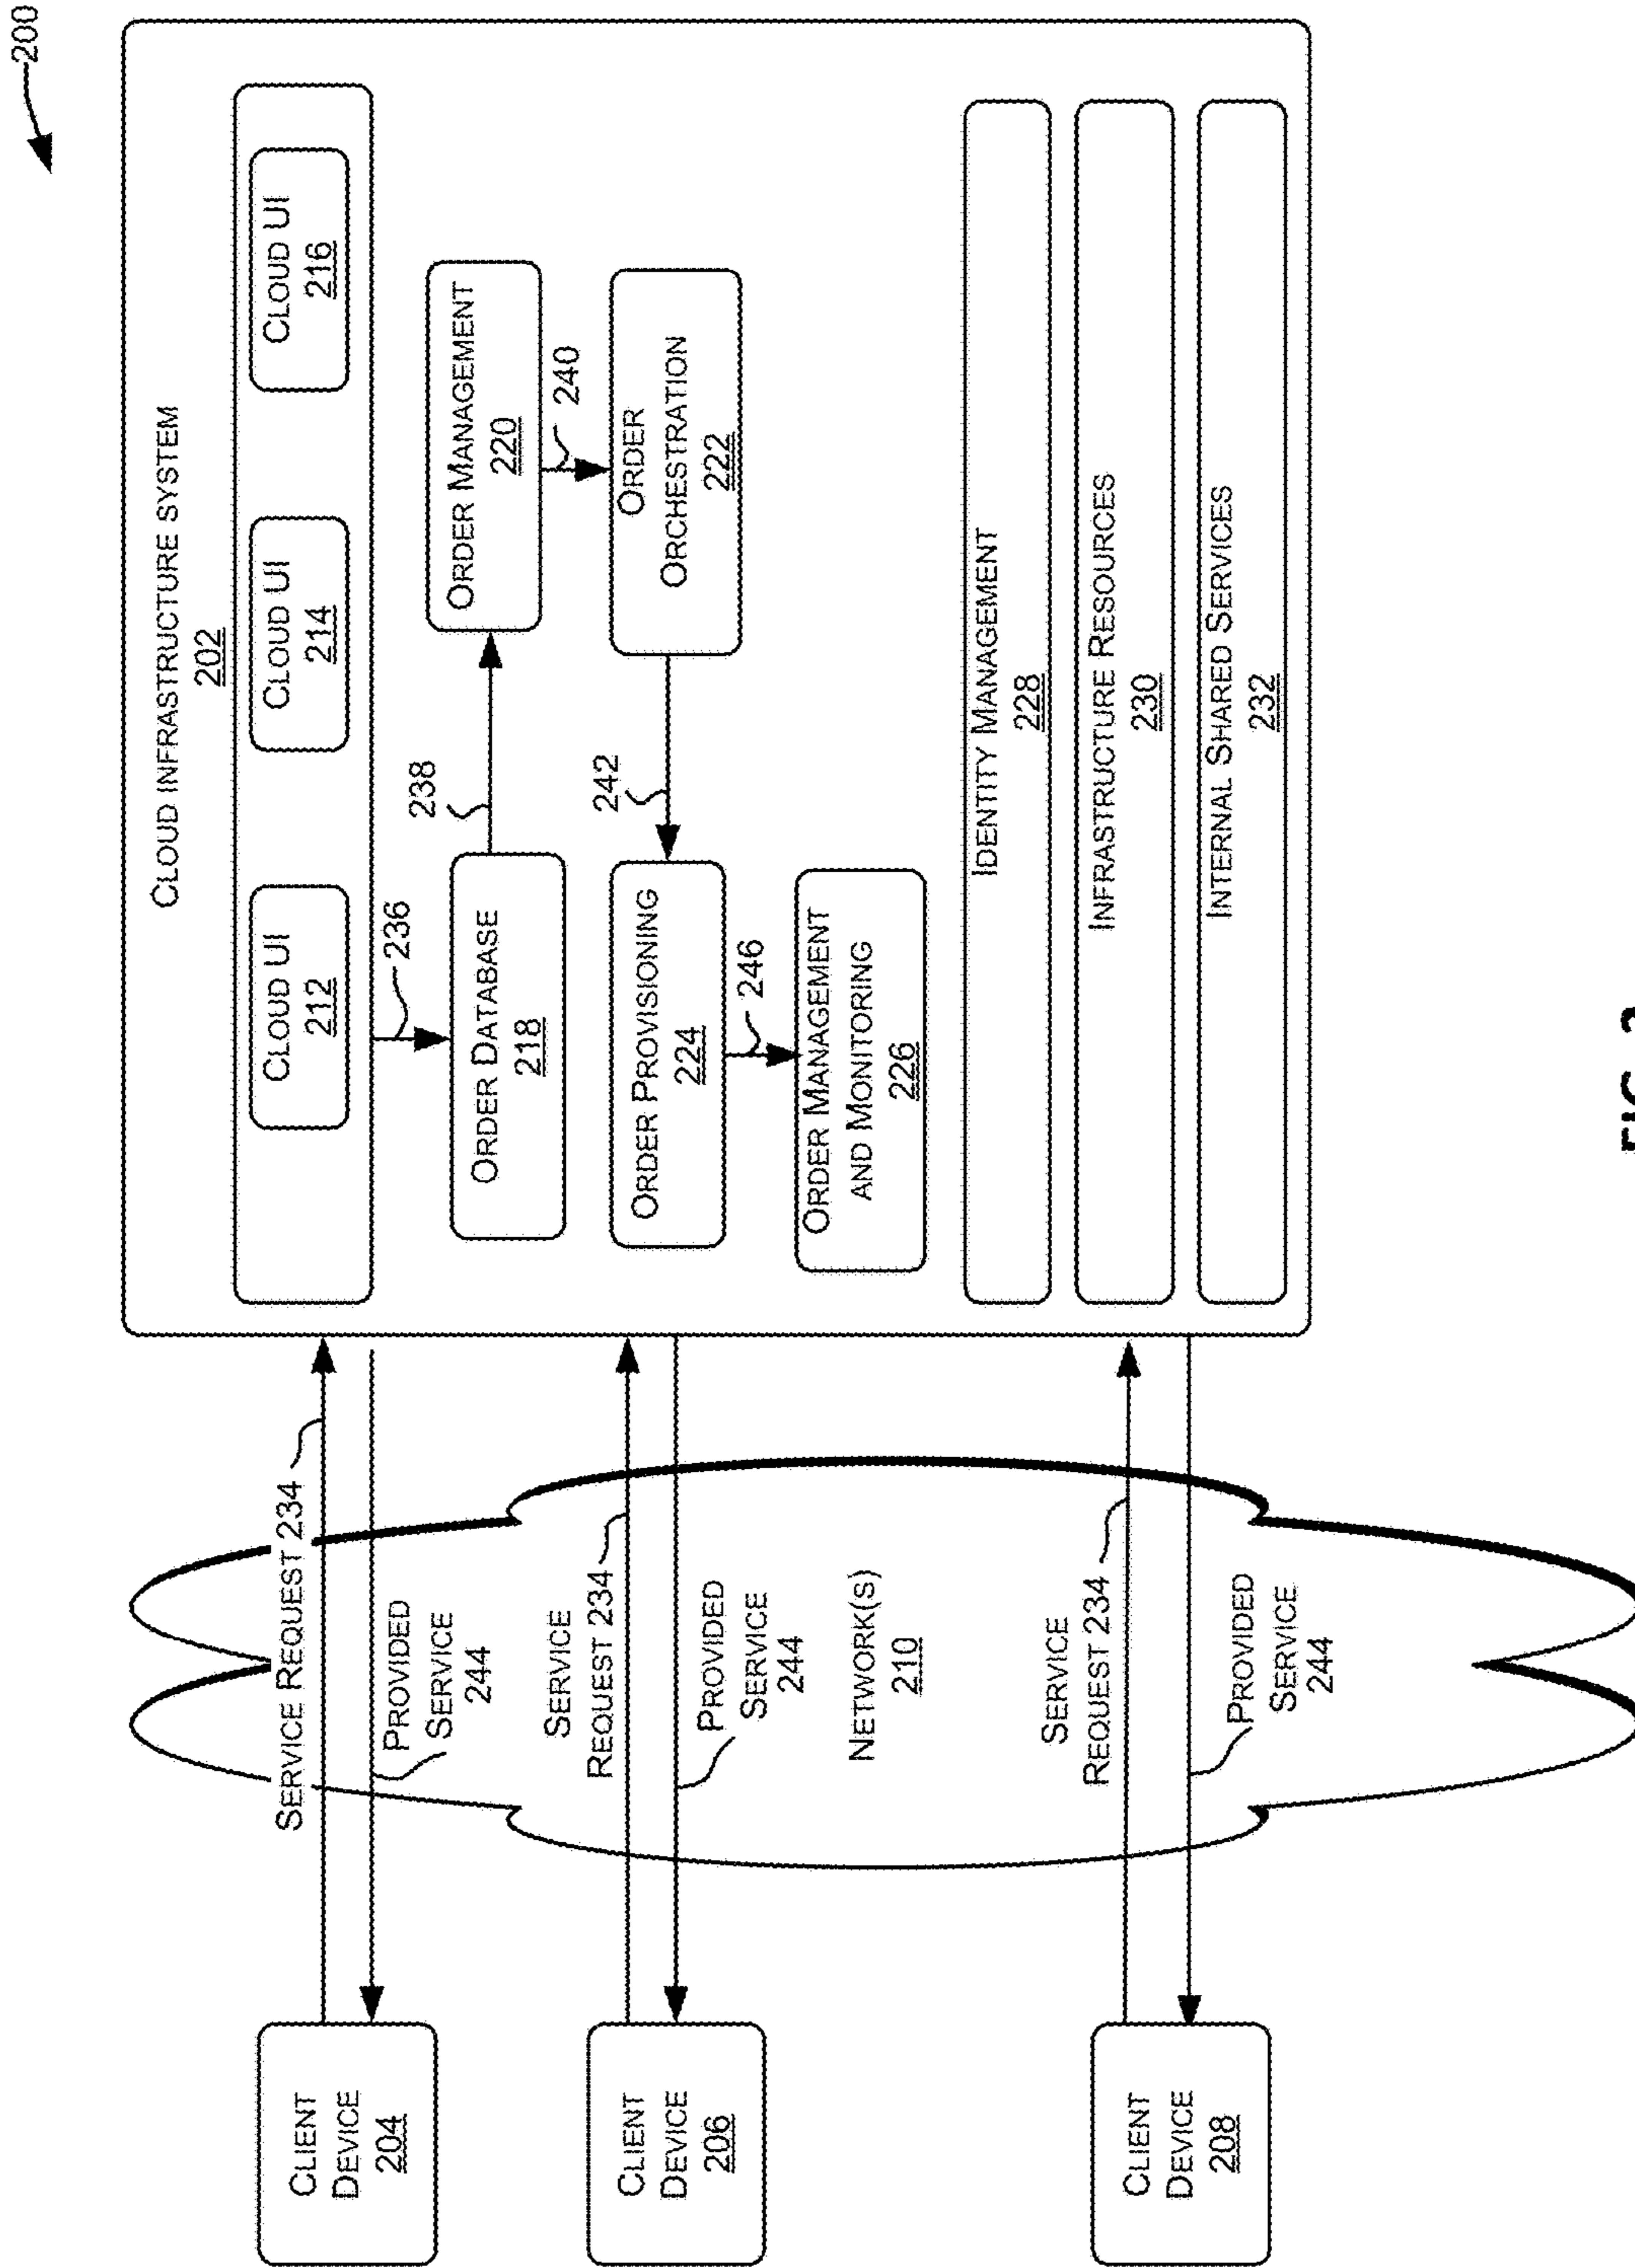 200
CLOUD INFRASTRUCTURE SYSTEM
202
CLOUD UI
212
CLOUD UI
214
CLOUD UI
216
236
ORDER DATABASE
218
238
ORDER MANAGEMENT
220
240
ORDER
ORCHESTRATION
222
242
ORDER PROVISIONING
224
246
ORDER MANAGEMENT
AND MONITORING
226
IDENTITY MANAGEMENT
228
INFRASTRUCTURE RESOURCES
230
INTERNAL SHARED SERVICES
232
SERVICE REQUEST 234
PROVIDED
SERVICE
244
SERVICE
REQUEST 234
PROVIDED
SERVICE
244
NETWORK(S)
210
SERVICE
REQUEST 234
PROVIDED
SERVICE
244
CLIENT
DEVICE
204
CLIENT
DEVICE
206
CLIENT
DEVICE
208